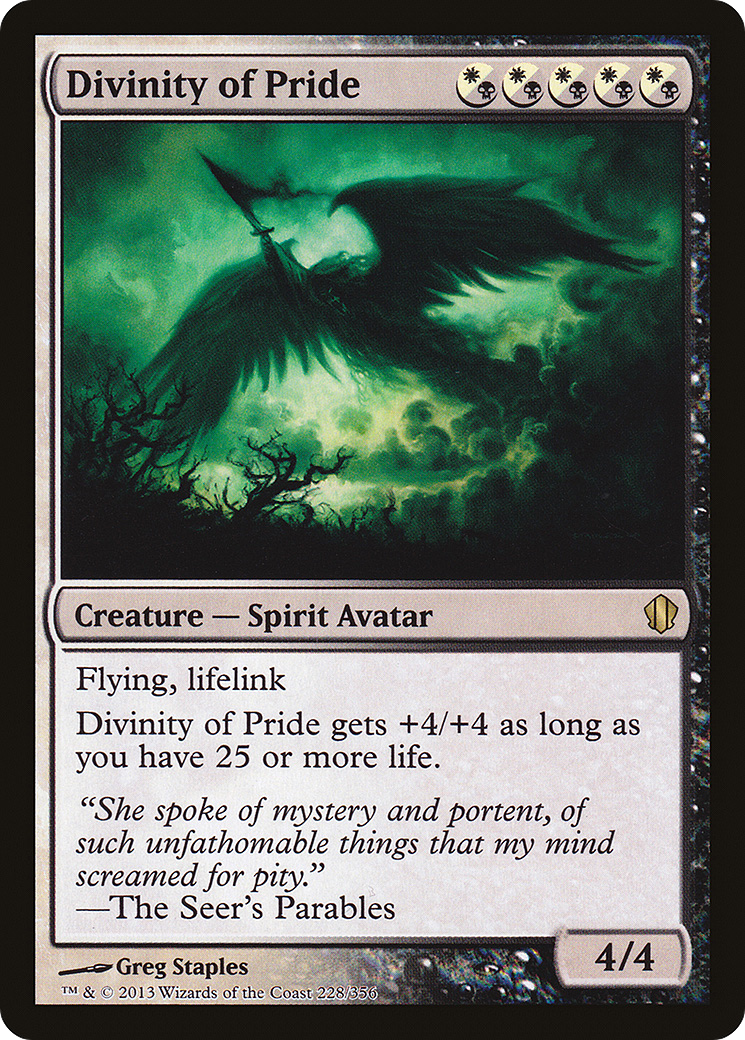 Divinity of Pride
Creature — Spirit Avatar
Flying, lifelink
Divinity of Pride gets +4/+4 as long as
you have 25 or more life.
“She spoke of mystery and portent, of
such unfathomable things that my mind
screamed for pity.”
—The Seer’s Parables
4/4
Greg Staples
™ & © 2013 Wizards of the Coast 228/356